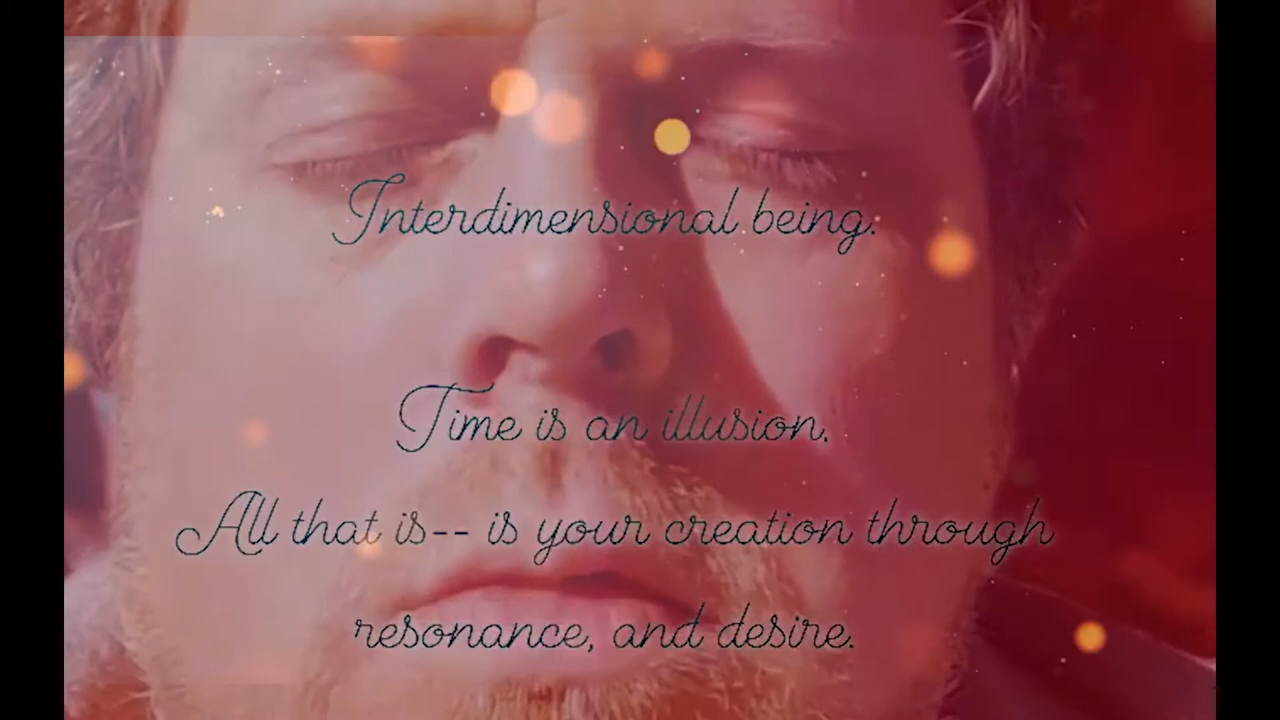 Interdimensional being.
Time is an illusion.
All that is-- is your creation through
resonance, and desire.